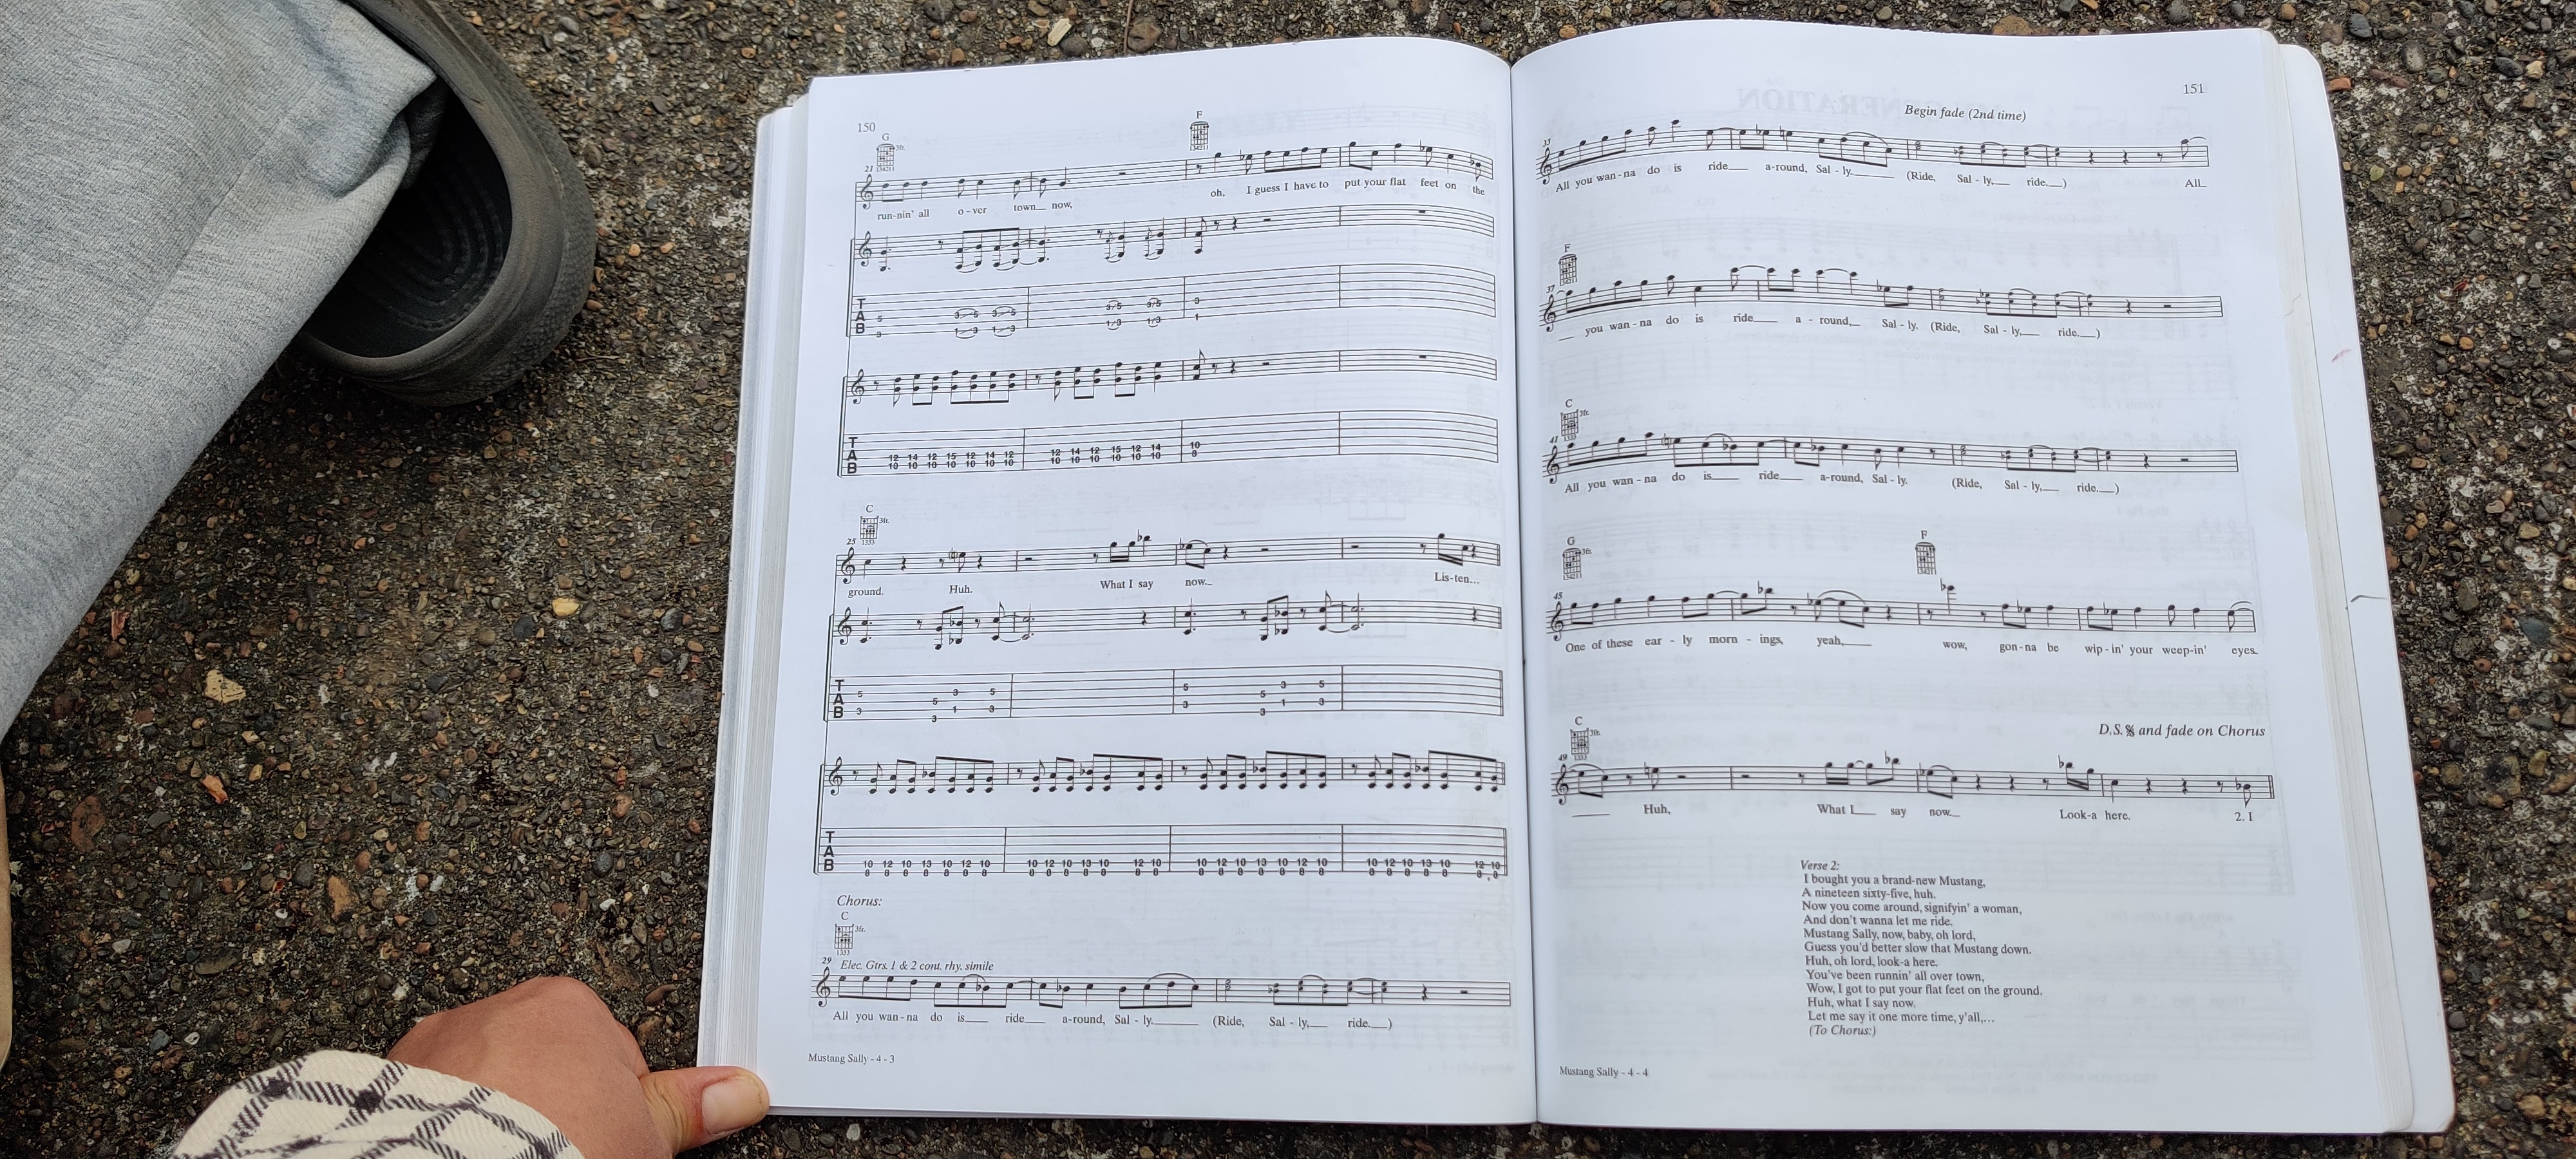 150
G
F
3fr.
134211
134211
21
run-nin' all o - ver town now, oh, I guess I have to put your flat feet on the
T
A
B
5 3-5 3-5 3/5 3/5 3
3 1-3 1-3 1/3 1/3 1
T
A
B
12 14 12 15 12 14 12 12 14 12 15 12 14 10
10 10 10 10 10 10 10 10 10 10 10 10 10 8
C
3fr.
1333
25
ground. Huh. What I say now. Lis-ten...
T
A
B
5 5 3 5 5 5 3 5
3 3 1 3 3 3 1 3
T
A
B
10 12 10 13 10 12 10 10 12 10 13 10 12 10 10 12 10 13 10 12 10 10 12 10 13 10 12 10
8 8 8 8 8 8 8 8 8 8 8 8 8 8 8 8 8 8 8 8 8 8 8 8 8 8 8 8
Chorus:
C
3fr.
1333
29 Elec. Gtrs. 1 & 2 cont. rhy. simile
All you wan - na do is ride a-round, Sal - ly. (Ride, Sal - ly, ride.)
Mustang Sally - 4 - 3
151
Begin fade (2nd time)
33
All you wan - na do is ride a-round, Sal - ly. (Ride, Sal - ly, ride.) All
F
134211
37
you wan - na do is ride a - round, Sal - ly. (Ride, Sal - ly, ride.)
C
3fr.
1333
41
All you wan - na do is ride a-round, Sal - ly. (Ride, Sal - ly, ride.)
G
F
3fr.
134211
134211
45
One of these ear - ly morn - ings, yeah, wow, gon - na be wip - in' your weep-in' eyes.
D.S. 𝄋 and fade on Chorus
C
3fr.
1333
49
Huh, What I say now. Look-a here. 2. I
Verse 2:
I bought you a brand-new Mustang,
A nineteen sixty-five, huh.
Now you come around, signifyin' a woman,
And don't wanna let me ride.
Mustang Sally, now, baby, oh lord,
Guess you'd better slow that Mustang down.
Huh, oh lord, look-a here.
You've been runnin' all over town,
Wow, I got to put your flat feet on the ground.
Huh, what I say now.
Let me say it one more time, y'all,...
(To Chorus:)
Mustang Sally - 4 - 4